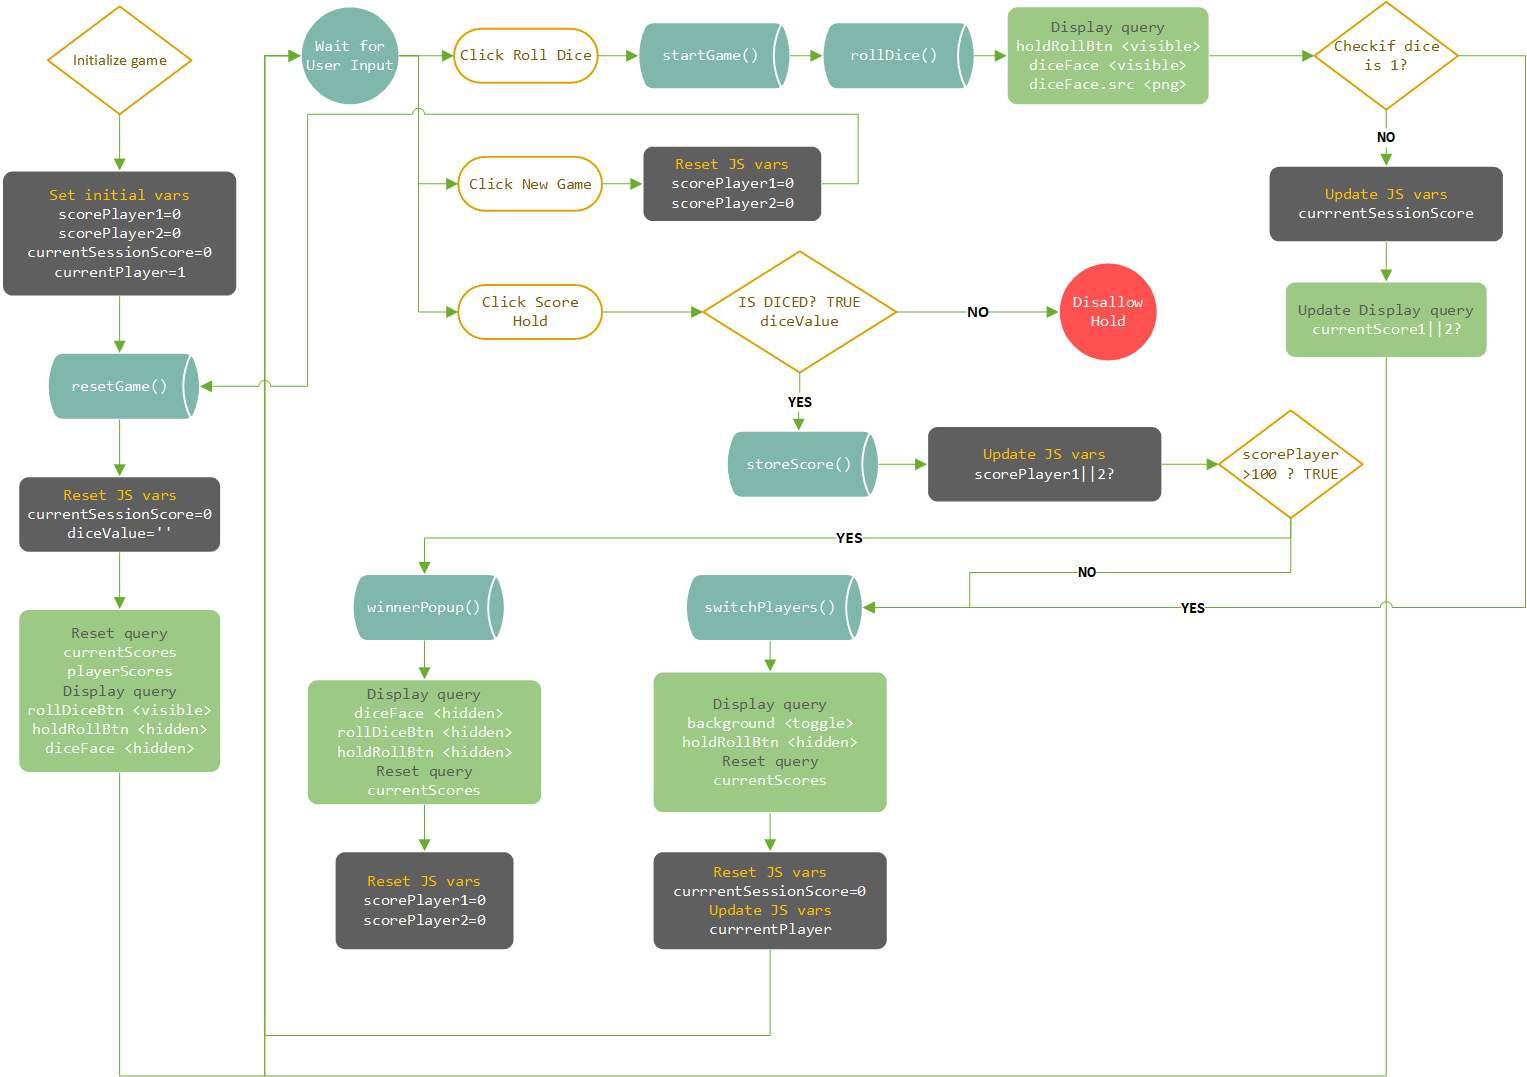 Initialize game
Set initial vars
scorePlayer1=0
scorePlayer2=0
currentSessionScore=0
currentPlayer=1
resetGame()
Reset JS vars
currentSessionScore=0
diceValue=''
Reset query
currentScores
playerScores
Display query
rollDiceBtn <visible>
holdRollBtn <hidden>
diceFace <hidden>
Wait for
User Input
Click Roll Dice
startGame()
rollDice()
Display query
holdRollBtn <visible>
diceFace <visible>
diceFace.src <png>
Checkif dice
is 1?
NO
Update JS vars
currrentSessionScore
Update Display query
currentScore1||2?
Click New Game
Reset JS vars
scorePlayer1=0
scorePlayer2=0
Click Score
Hold
IS DICED? TRUE
diceValue
NO
Disallow
Hold
YES
storeScore()
Update JS vars
scorePlayer1||2?
scorePlayer
>100 ? TRUE
YES
NO
YES
winnerPopup()
Display query
diceFace <hidden>
rollDiceBtn <hidden>
holdRollBtn <hidden>
Reset query
currentScores
Reset JS vars
scorePlayer1=0
scorePlayer2=0
switchPlayers()
Display query
background <toggle>
holdRollBtn <hidden>
Reset query
currentScores
Reset JS vars
currrentSessionScore=0
Update JS vars
currrentPlayer